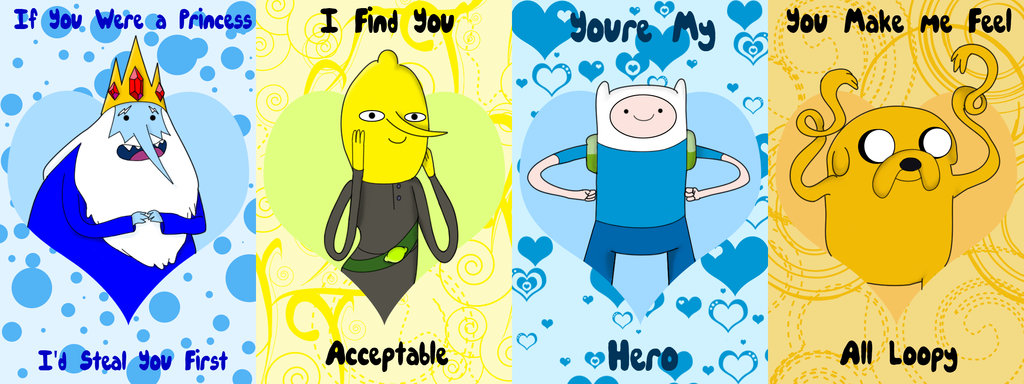 If You Were a Princess
I'd Steal You First
I Find You
Acceptable
Youre My
Hero
You Make me Feel
All Loopy